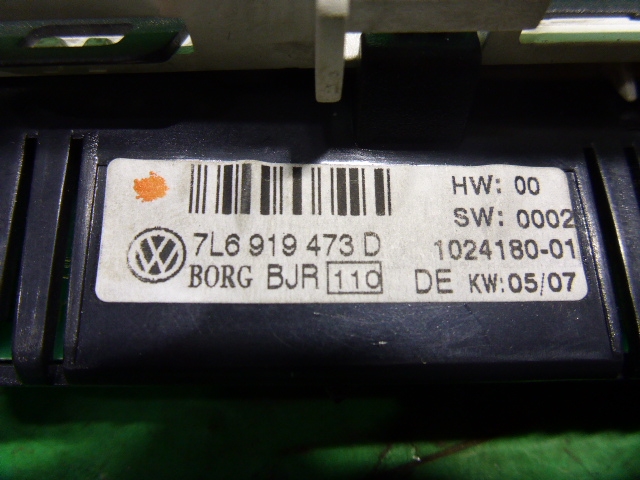 HW: 00
SW: 0002
7L6 919 473 D 1024180-01
BORG BJR 110 DE KW: 05/07